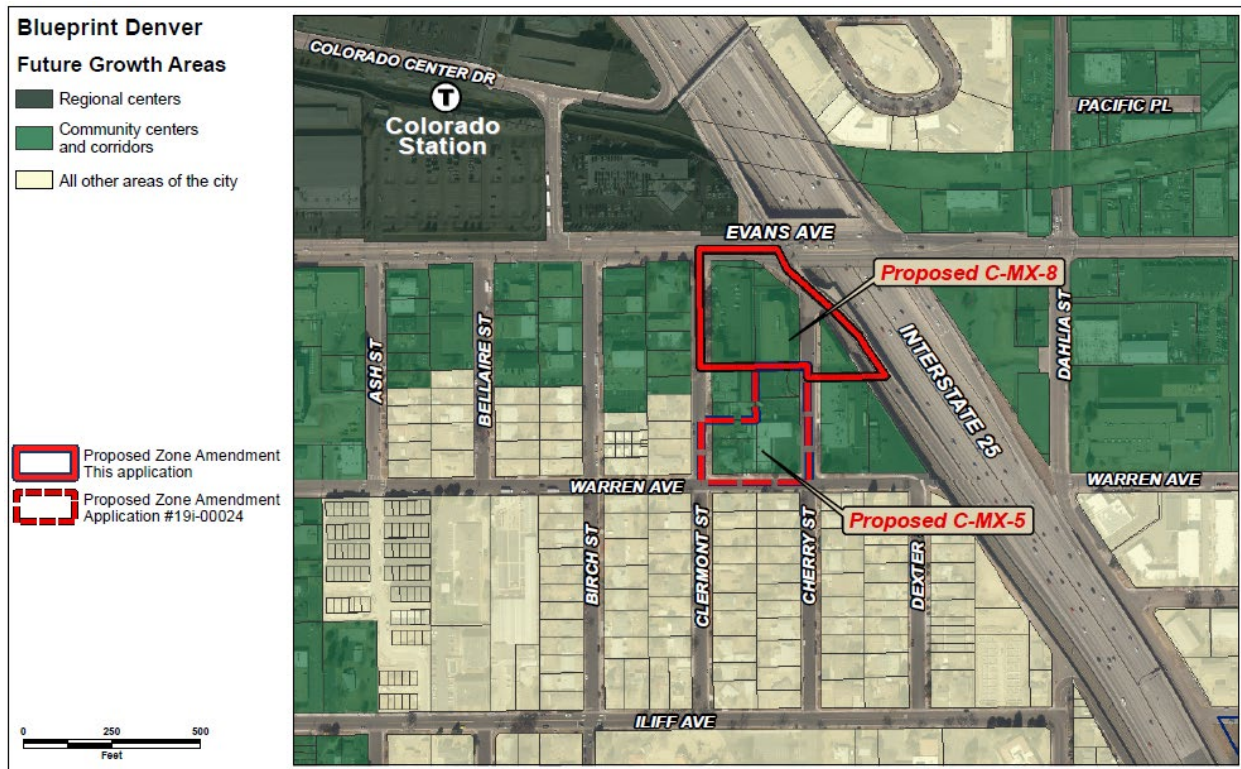 Blueprint Denver
Future Growth Areas
Regional centers
Community centers
and corridors
All other areas of the city
Proposed Zone Amendment
This application
Proposed Zone Amendment
Application #19i-00024
0 250 500
Feet
COLORADO CENTER DR
T
Colorado
Station
PACIFIC PL
EVANS AVE
Proposed C-MX-8
ASH ST
BELLAIRE ST
INTERSTATE 25
DAHLIA ST
WARREN AVE
WARREN AVE
Proposed C-MX-5
BIRCH ST
CLERMONT ST
CHERRY ST
DEXTER
ILIFF AVE